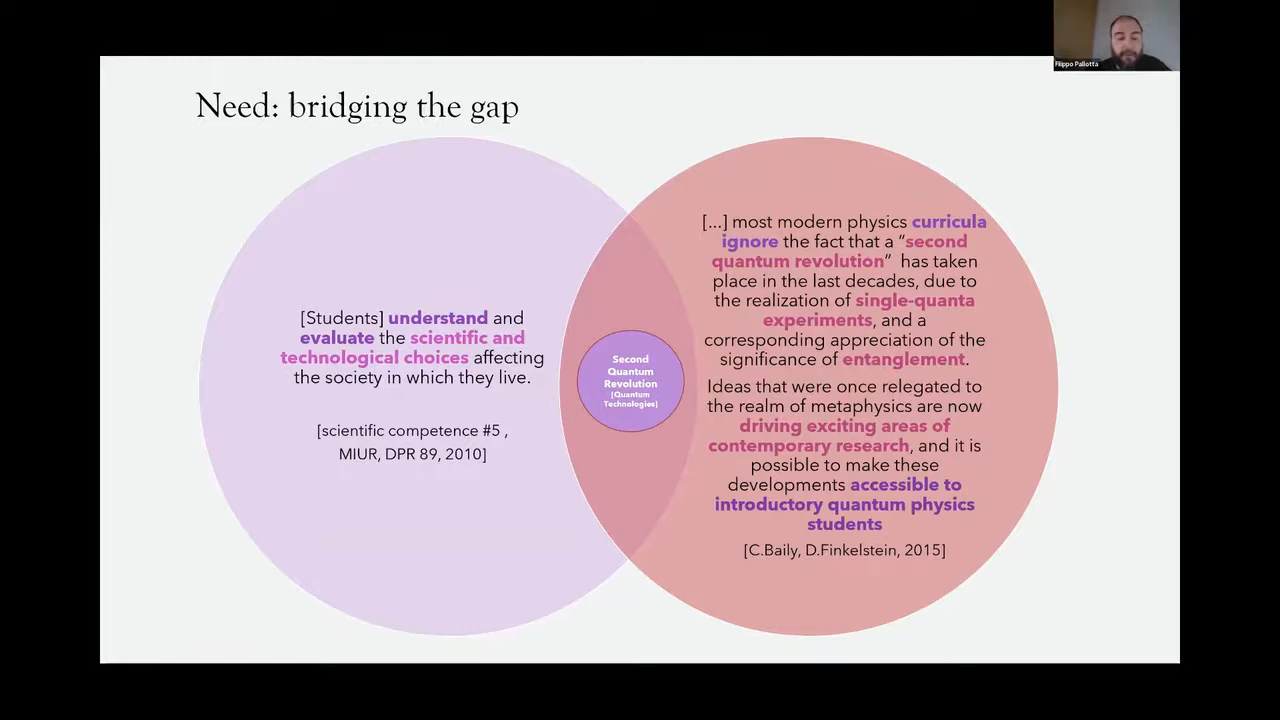 Filippo Pallotta
Need: bridging the gap
[Students] understand and
evaluate the scientific and
technological choices affecting
the society in which they live.
[scientific competence #5 ,
MIUR, DPR 89, 2010]
Second
Quantum
Revolution
[Quantum
Technologies]
[...] most modern physics curricula
ignore the fact that a “second
quantum revolution” has taken
place in the last decades, due to
the realization of single-quanta
experiments, and a
corresponding appreciation of the
significance of entanglement.
Ideas that were once relegated to
the realm of metaphysics are now
driving exciting areas of
contemporary research, and it is
possible to make these
developments accessible to
introductory quantum physics
students
[C.Baily, D.Finkelstein, 2015]